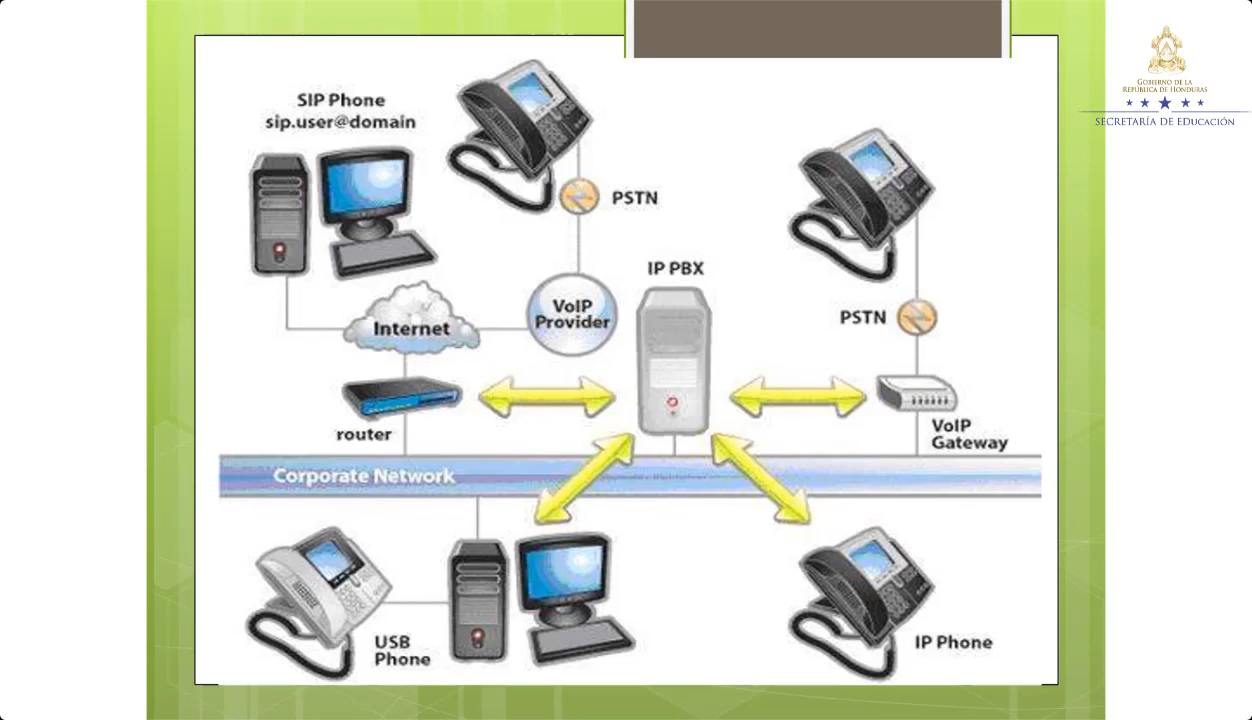 GOBIERNO DE LA
REPÚBLICA DE HONDURAS
SECRETARÍA DE EDUCACIÓN
SIP Phone
sip.user@domain
PSTN
IP PBX
VoIP
Provider
Internet
PSTN
router
VoIP
Gateway
Corporate Network
USB
Phone
IP Phone